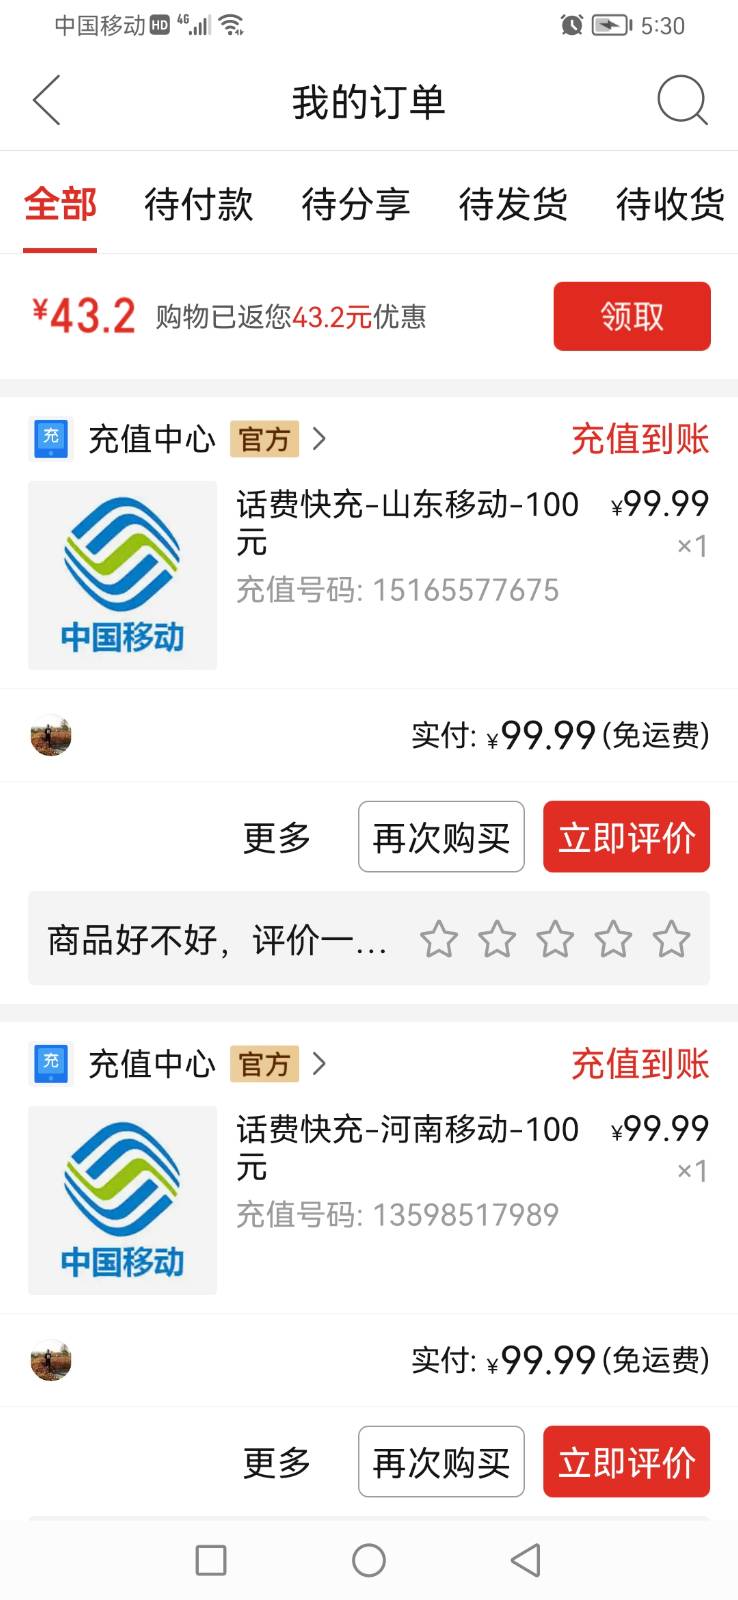 中国移动 HD 4G 5:30
我的订单
全部 待付款 待分享 待发货 待收货
¥43.2 购物已返您43.2元优惠 领取
充 充值中心 官方 充值到账
话费快充-山东移动-100 ¥99.99
元 ×1
充值号码: 15165577675
中国移动
实付: ¥99.99(免运费)
更多 再次购买 立即评价
商品好不好，评价一...
充 充值中心 官方 充值到账
话费快充-河南移动-100 ¥99.99
元 ×1
充值号码: 13598517989
中国移动
实付: ¥99.99(免运费)
更多 再次购买 立即评价